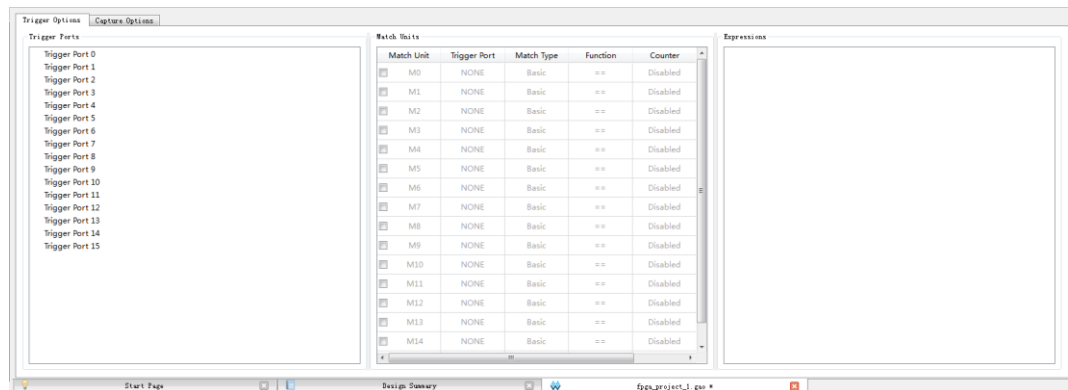 Trigger Options Capture Options
Trigger Ports
Trigger Port 0
Trigger Port 1
Trigger Port 2
Trigger Port 3
Trigger Port 4
Trigger Port 5
Trigger Port 6
Trigger Port 7
Trigger Port 8
Trigger Port 9
Trigger Port 10
Trigger Port 11
Trigger Port 12
Trigger Port 13
Trigger Port 14
Trigger Port 15
Match Units
Match Unit Trigger Port Match Type Function Counter
M0 NONE Basic == Disabled
M1 NONE Basic == Disabled
M2 NONE Basic == Disabled
M3 NONE Basic == Disabled
M4 NONE Basic == Disabled
M5 NONE Basic == Disabled
M6 NONE Basic == Disabled
M7 NONE Basic == Disabled
M8 NONE Basic == Disabled
M9 NONE Basic == Disabled
M10 NONE Basic == Disabled
M11 NONE Basic == Disabled
M12 NONE Basic == Disabled
M13 NONE Basic == Disabled
M14 NONE Basic == Disabled
Expressions
Start Page Design Summary fpga_project_1.gao *